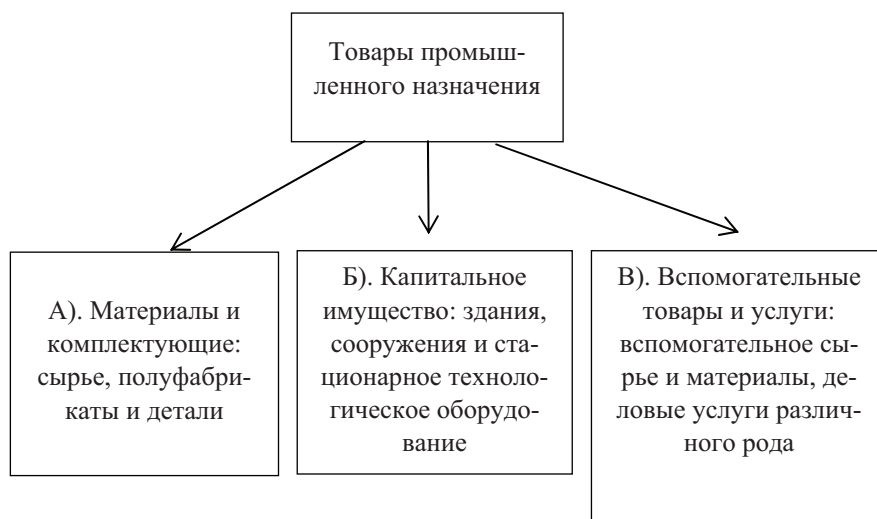 Товары промыш-
ленного назначения
А). Материалы и
комплектующие:
сырье, полуфабри-
каты и детали
Б). Капитальное
имущество: здания,
сооружения и ста-
ционарное техноло-
гическое оборудо-
вание
В). Вспомогательные
товары и услуги:
вспомогательное сы-
рье и материалы, де-
ловые услуги различ-
ного рода